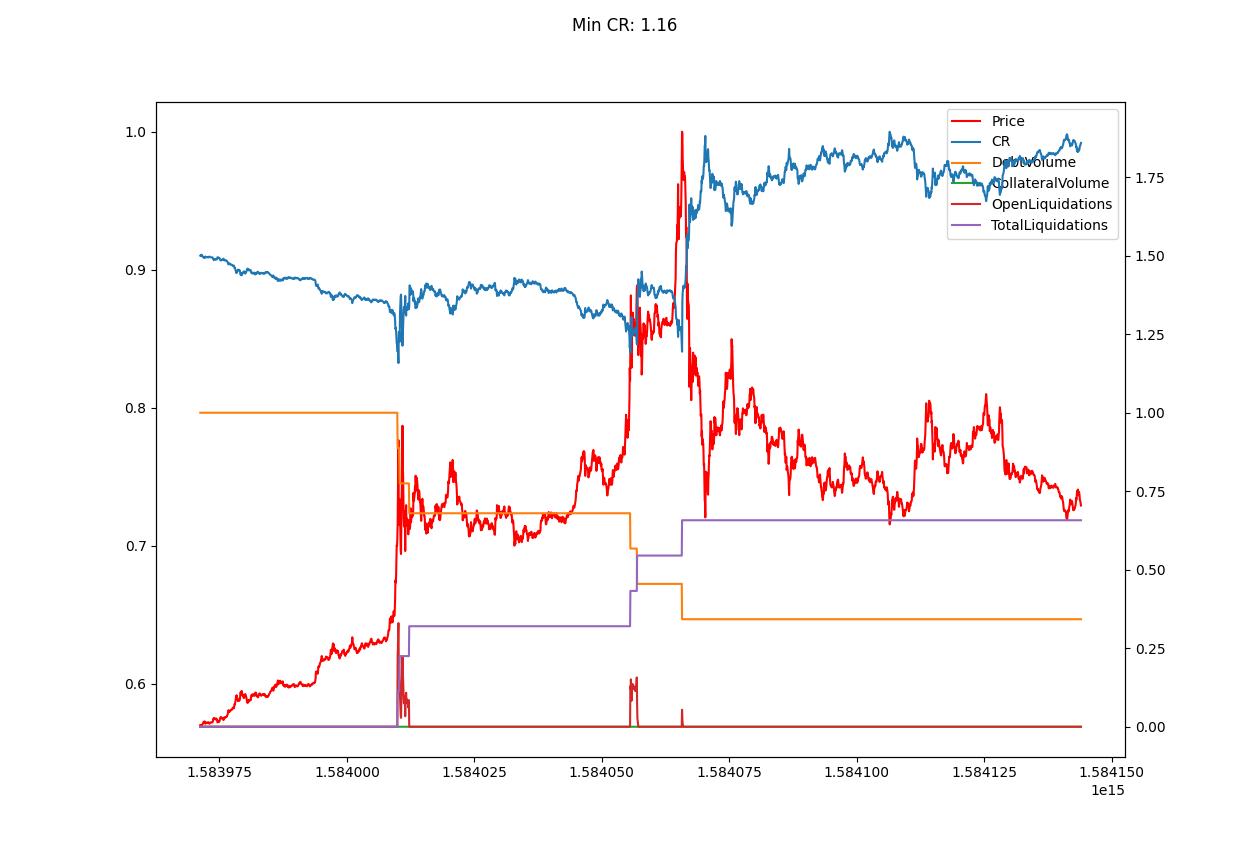 Min CR: 1.16
1.0
0.9
0.8
0.7
0.6
Price
CR
DebtVolume
CollateralVolume
OpenLiquidations
TotalLiquidations
1.75
1.50
1.25
1.00
0.75
0.50
0.25
0.00
1.583975 1.584000 1.584025 1.584050 1.584075 1.584100 1.584125 1.584150
1e15